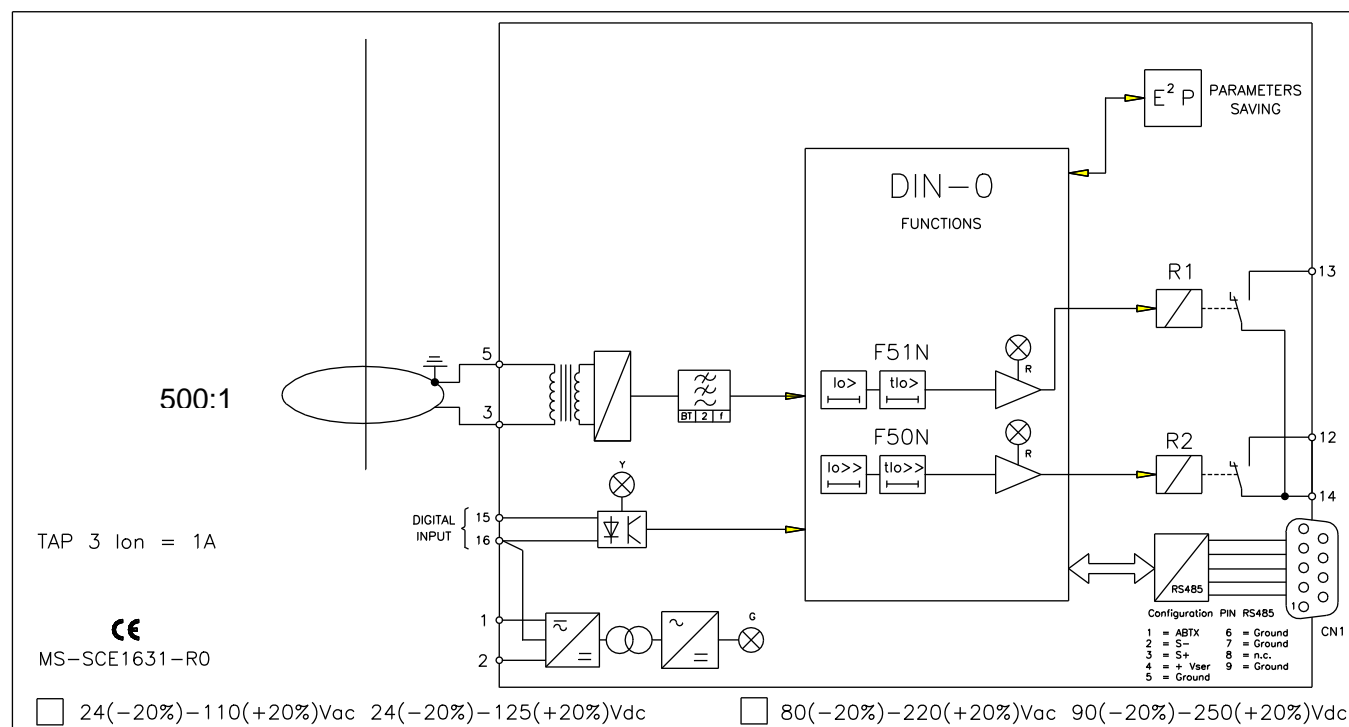 E² P
PARAMETERS
SAVING
DIN-0
FUNCTIONS
R1
13
F51N
Io>
tIo>
R
5
3
500:1
BT 2 f
F50N
Io>>
tIo>>
R
R2
12
14
Y
DIGITAL
INPUT
15
16
TAP 3 Ion = 1A
RS485
1
CN1
Configuration PIN RS485
1 = ABTX 6 = Ground
2 = S- 7 = Ground
3 = S+ 8 = n.c.
4 = + Vser 9 = Ground
5 = Ground
1
2
G
CE
MS-SCE1631-R0
24(-20%)-110(+20%)Vac 24(-20%)-125(+20%)Vdc
80(-20%)-220(+20%)Vac 90(-20%)-250(+20%)Vdc